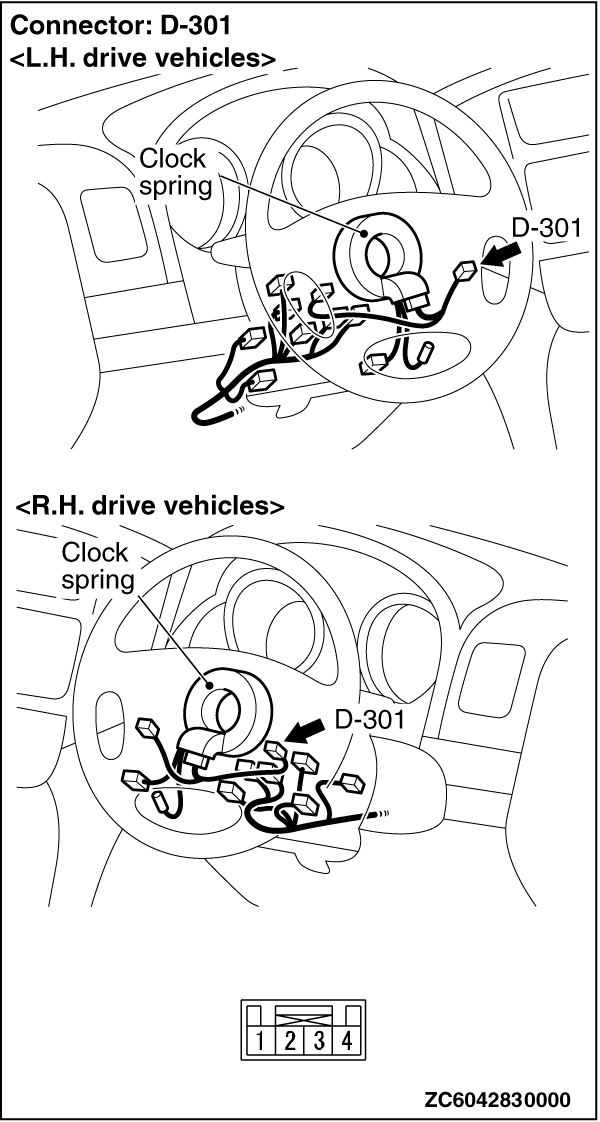 Connector: D-301
<L.H. drive vehicles>
Clock
spring
D-301
<R.H. drive vehicles>
Clock
spring
D-301
1 2 3 4
ZC6042830000